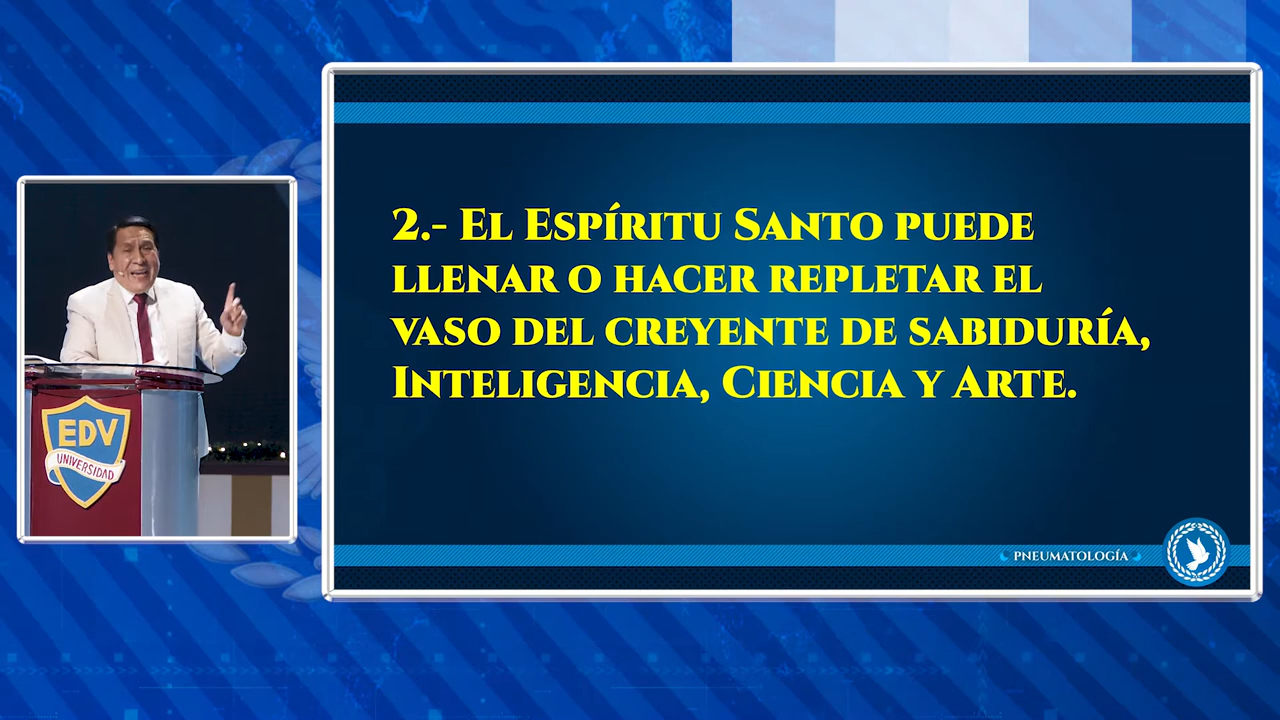 2.- El Espíritu Santo puede
llenar o hacer repletar el
vaso del creyente de sabiduría,
Inteligencia, Ciencia y Arte.
EDV
UNIVERSIDAD
PNEUMATOLOGÍA